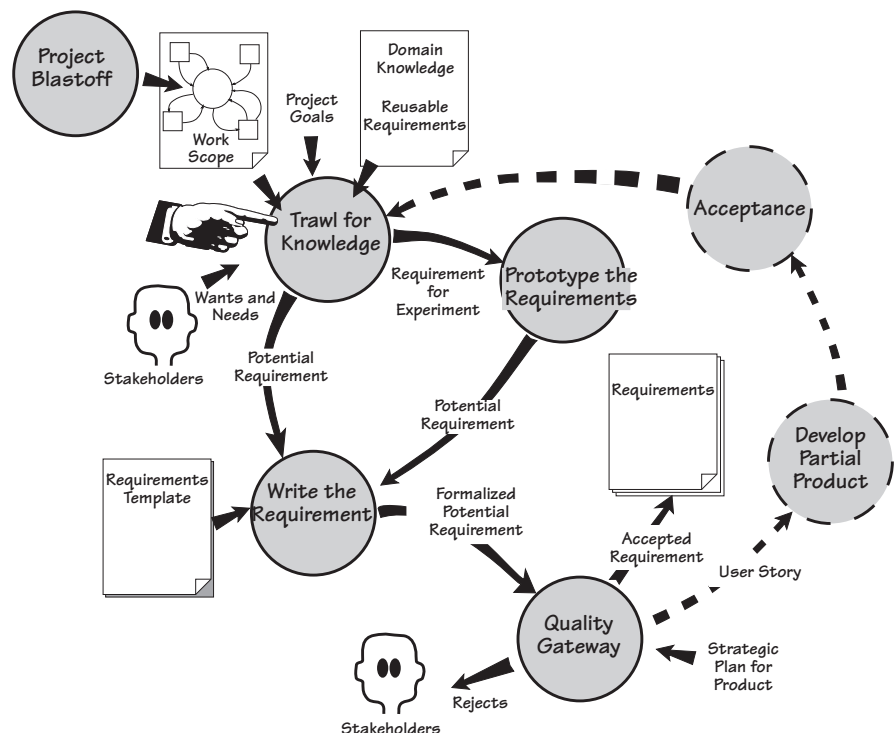 Project
Blastoff
Work
Scope
Project
Goals
Domain
Knowledge
Reusable
Requirements
Trawl for
Knowledge
Acceptance
Wants and
Needs
Stakeholders
Requirement
for
Experiment
Prototype the
Requirements
Potential
Requirement
Potential
Requirement
Requirements
Develop
Partial
Product
Requirements
Template
Write the
Requirement
Formalized
Potential
Requirement
Accepted
Requirement
User Story
Quality
Gateway
Strategic
Plan for
Product
Rejects
Stakeholders